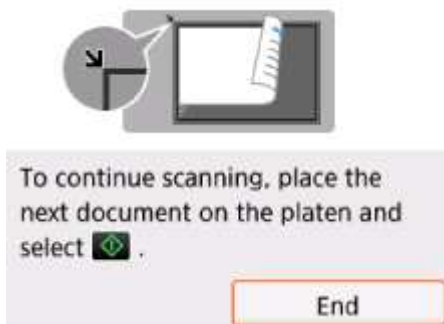 To continue scanning, place the
next document on the platen and
select .
End